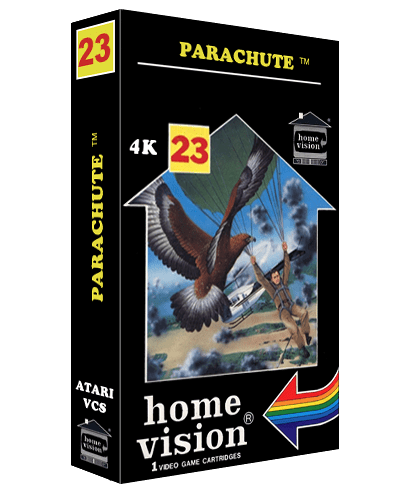 23
PARACHUTE TM
ATARI
VCS
home
vision
PARACHUTE TM
4K 23
home
vision
home
vision®
1 VIDEO GAME CARTRIDGES